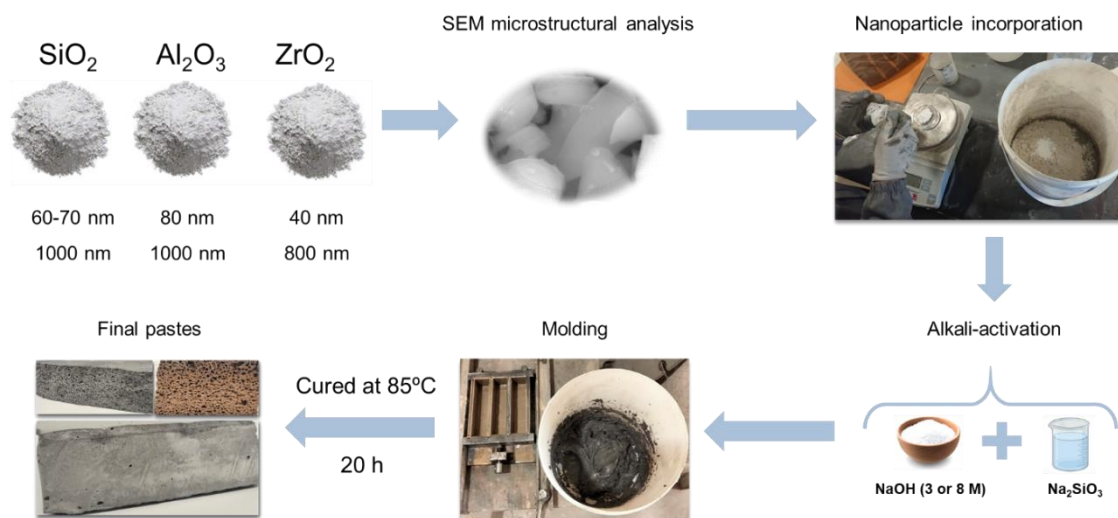 SEM microstructural analysis
Nanoparticle incorporation
SiO₂ Al₂O₃ ZrO₂
60-70 nm 80 nm 40 nm
1000 nm 1000 nm 800 nm
Final pastes
Molding
Alkali-activation
Cured at 85ºC
20 h
NaOH (3 or 8 M)
Na₂SiO₃